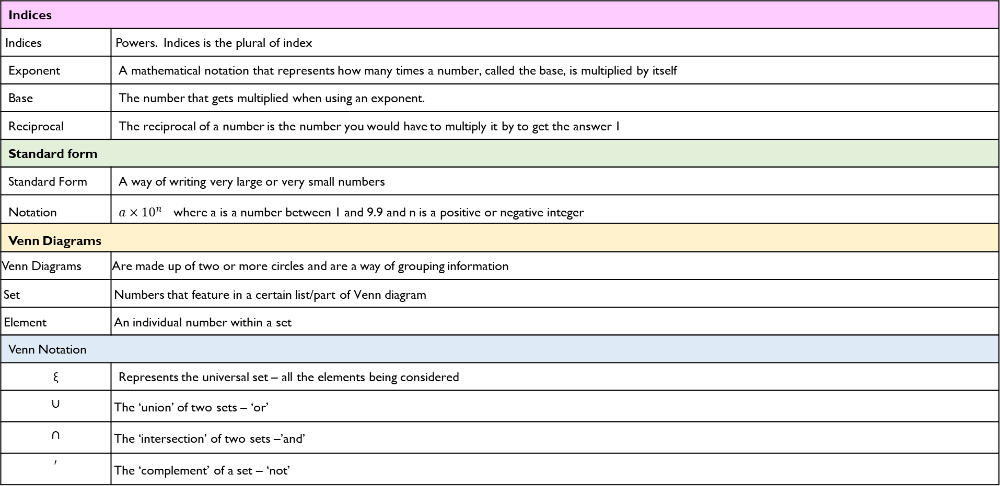 Indices
Indices Powers. Indices is the plural of index
Exponent A mathematical notation that represents how many times a number, called the base, is multiplied by itself
Base The number that gets multiplied when using an exponent.
Reciprocal The reciprocal of a number is the number you would have to multiply it by to get the answer 1
Standard form
Standard Form A way of writing very large or very small numbers
Notation a × 10ⁿ where a is a number between 1 and 9.9 and n is a positive or negative integer
Venn Diagrams
Venn Diagrams Are made up of two or more circles and are a way of grouping information
Set Numbers that feature in a certain list/part of Venn diagram
Element An individual number within a set
Venn Notation
ξ Represents the universal set – all the elements being considered
∪ The ‘union’ of two sets – ‘or’
∩ The ‘intersection’ of two sets –’and’
′ The ‘complement’ of a set – ‘not’